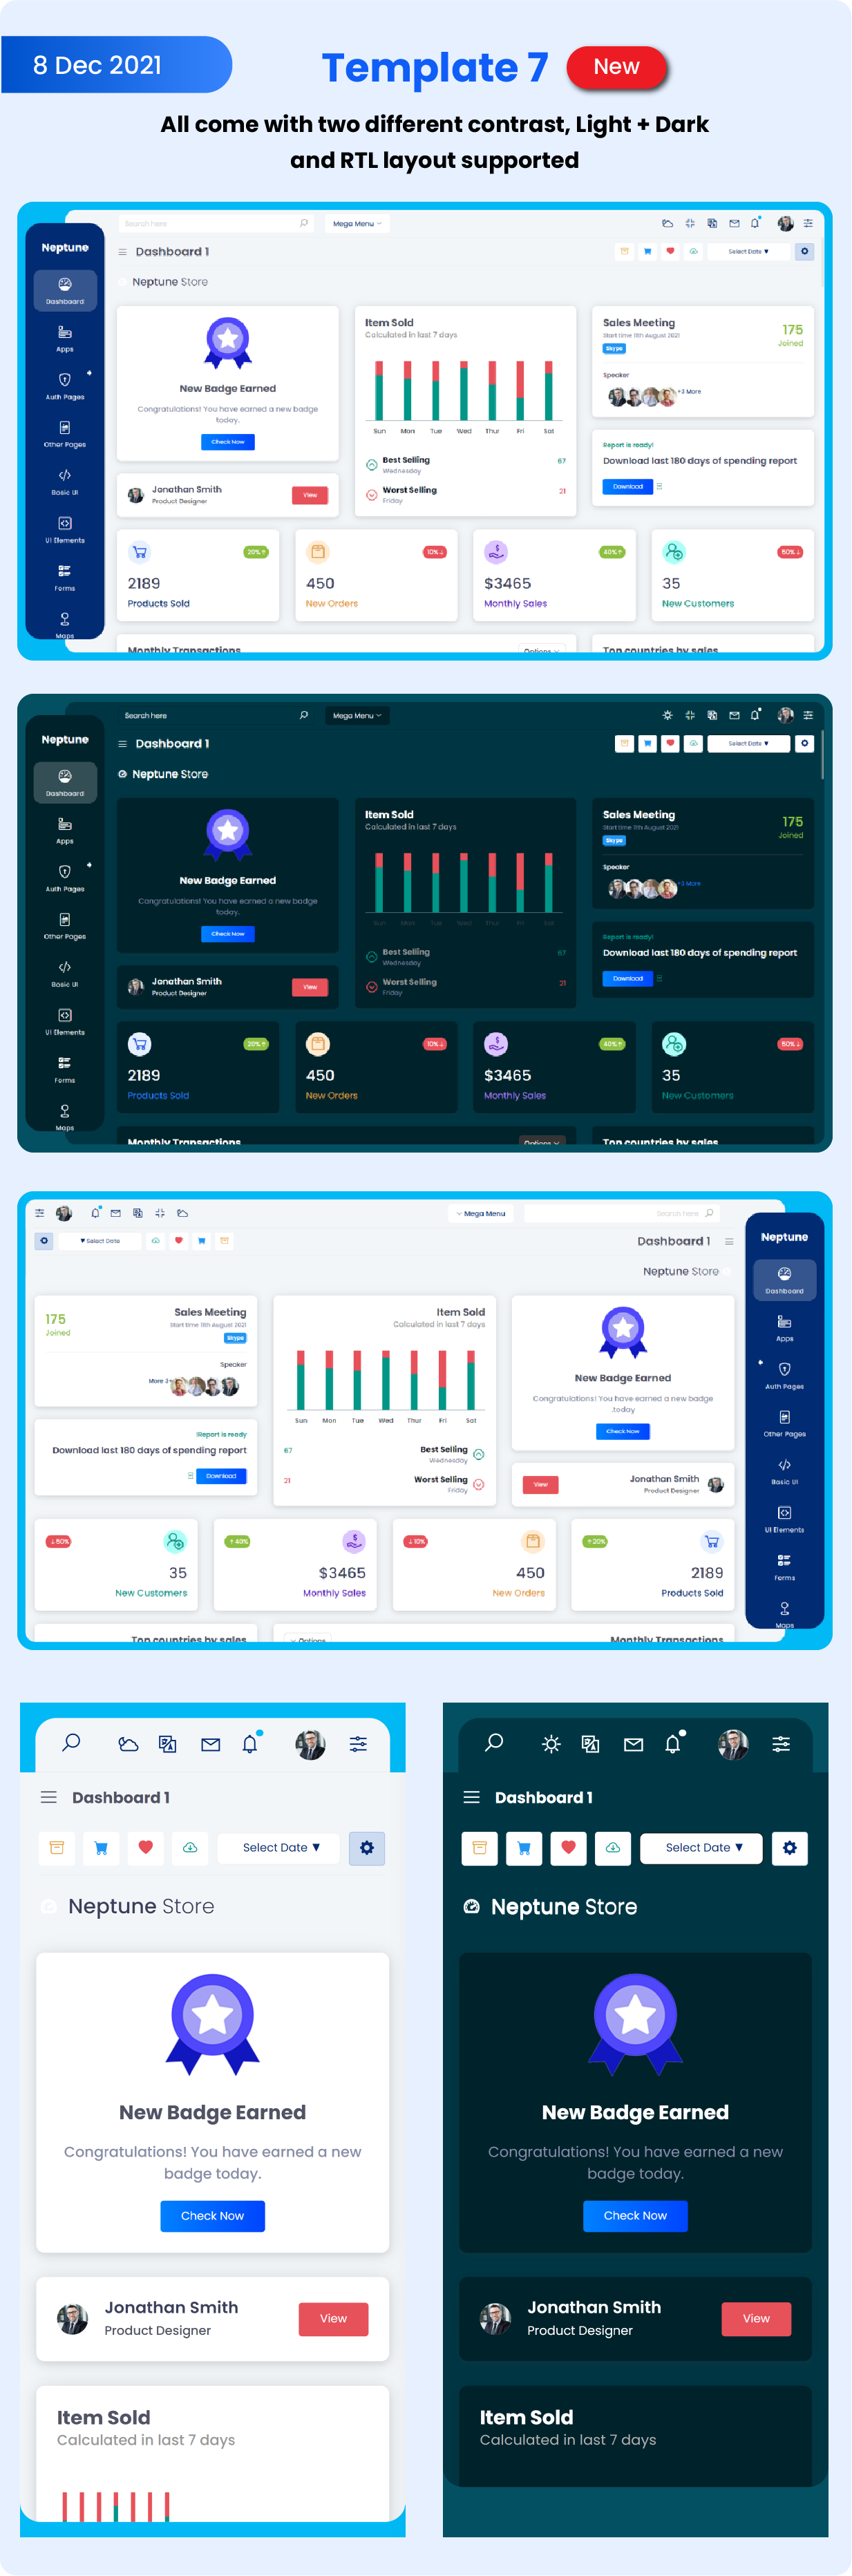 8 Dec 2021
Template 7
New
All come with two different contrast, Light + Dark
and RTL layout supported
Neptune
Dashboard
Apps
Auth Pages
Other Pages
Basic UI
UI Elements
Forms
Maps
Search here
Mega Menu
Dashboard 1
Select Date ▼
Neptune Store
New Badge Earned
Congratulations! You have earned a new badge
today.
Check Now
Jonathan Smith
Product Designer
View
Item Sold
Calculated in last 7 days
Sun Mon Tue Wed Thur Fri Sat
Best Selling
Wednesday
67
Worst Selling
Friday
21
Sales Meeting
Start time 11th August 2021
Skype
175
Joined
Speaker
+3 More
Report is ready!
Download last 180 days of spending report
Download
20%↑
2189
Products Sold
10%↓
450
New Orders
40%↑
$3465
Monthly Sales
50%↓
35
New Customers
Monthly Transactions
Options
Top countries by sales
Neptune
Dashboard
Apps
Auth Pages
Other Pages
Basic UI
UI Elements
Forms
Maps
Search here
Mega Menu
Dashboard 1
Select Date ▼
Neptune Store
New Badge Earned
Congratulations! You have earned a new badge
today.
Check Now
Jonathan Smith
Product Designer
View
Item Sold
Calculated in last 7 days
Sun Mon Tue Wed Thur Fri Sat
Best Selling
Wednesday
67
Worst Selling
Friday
21
Sales Meeting
Start time 11th August 2021
Skype
175
Joined
Speaker
+3 More
Report is ready!
Download last 180 days of spending report
Download
20%↑
2189
Products Sold
10%↓
450
New Orders
40%↑
$3465
Monthly Sales
50%↓
35
New Customers
Monthly Transactions
Options
Top countries by sales
Mega Menu
Search here
▼ Select Date
Dashboard 1
Neptune Store
Neptune
Dashboard
Apps
Auth Pages
Other Pages
Basic UI
UI Elements
Forms
Maps
175
Joined
Sales Meeting
Start time 11th August 2021
Skype
Speaker
More 3+
!Report is ready
Download last 180 days of spending report
Download
Item Sold
Calculated in last 7 days
Sun Mon Tue Wed Thur Fri Sat
67
Best Selling
Wednesday
21
Worst Selling
Friday
New Badge Earned
Congratulations! You have earned a new badge
.today
Check Now
View
Jonathan Smith
Product Designer
↓50%
35
New Customers
↑40%
$3465
Monthly Sales
↓10%
450
New Orders
↑20%
2189
Products Sold
Top countries by sales
Options
Monthly Transactions
Dashboard 1
Select Date ▼
Neptune Store
New Badge Earned
Congratulations! You have earned a new
badge today.
Check Now
Jonathan Smith
Product Designer
View
Item Sold
Calculated in last 7 days
Dashboard 1
Select Date ▼
Neptune Store
New Badge Earned
Congratulations! You have earned a new
badge today.
Check Now
Jonathan Smith
Product Designer
View
Item Sold
Calculated in last 7 days